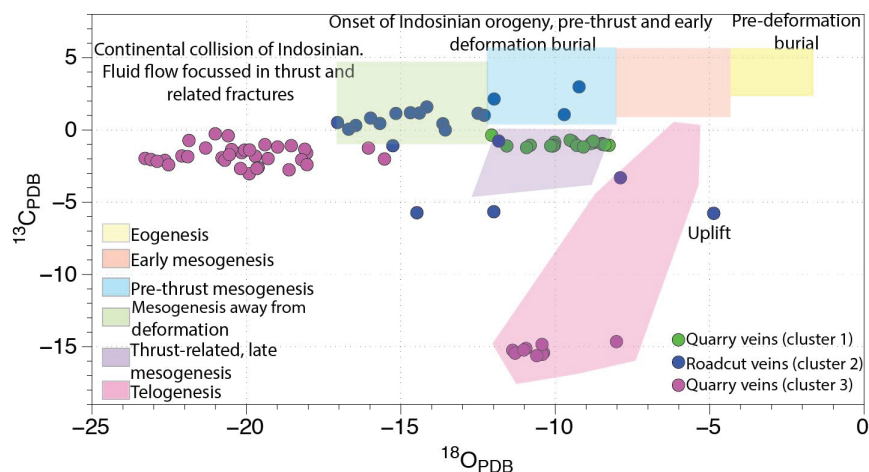 Onset of Indosinian orogeny, pre-thrust and early
deformation burial
Pre-deformation
burial
Continental collision of Indosinian.
Fluid flow focussed in thrust and
related fractures
5
0
−5
−10
−15
13CPDB
Uplift
Eogenesis
Early mesogenesis
Pre-thrust mesogenesis
Mesogenesis away from
deformation
Thrust-related, late
mesogenesis
Telogenesis
Quarry veins (cluster 1)
Roadcut veins (cluster 2)
Quarry veins (cluster 3)
−25
−20
−15
−10
−5
0
18OPDB